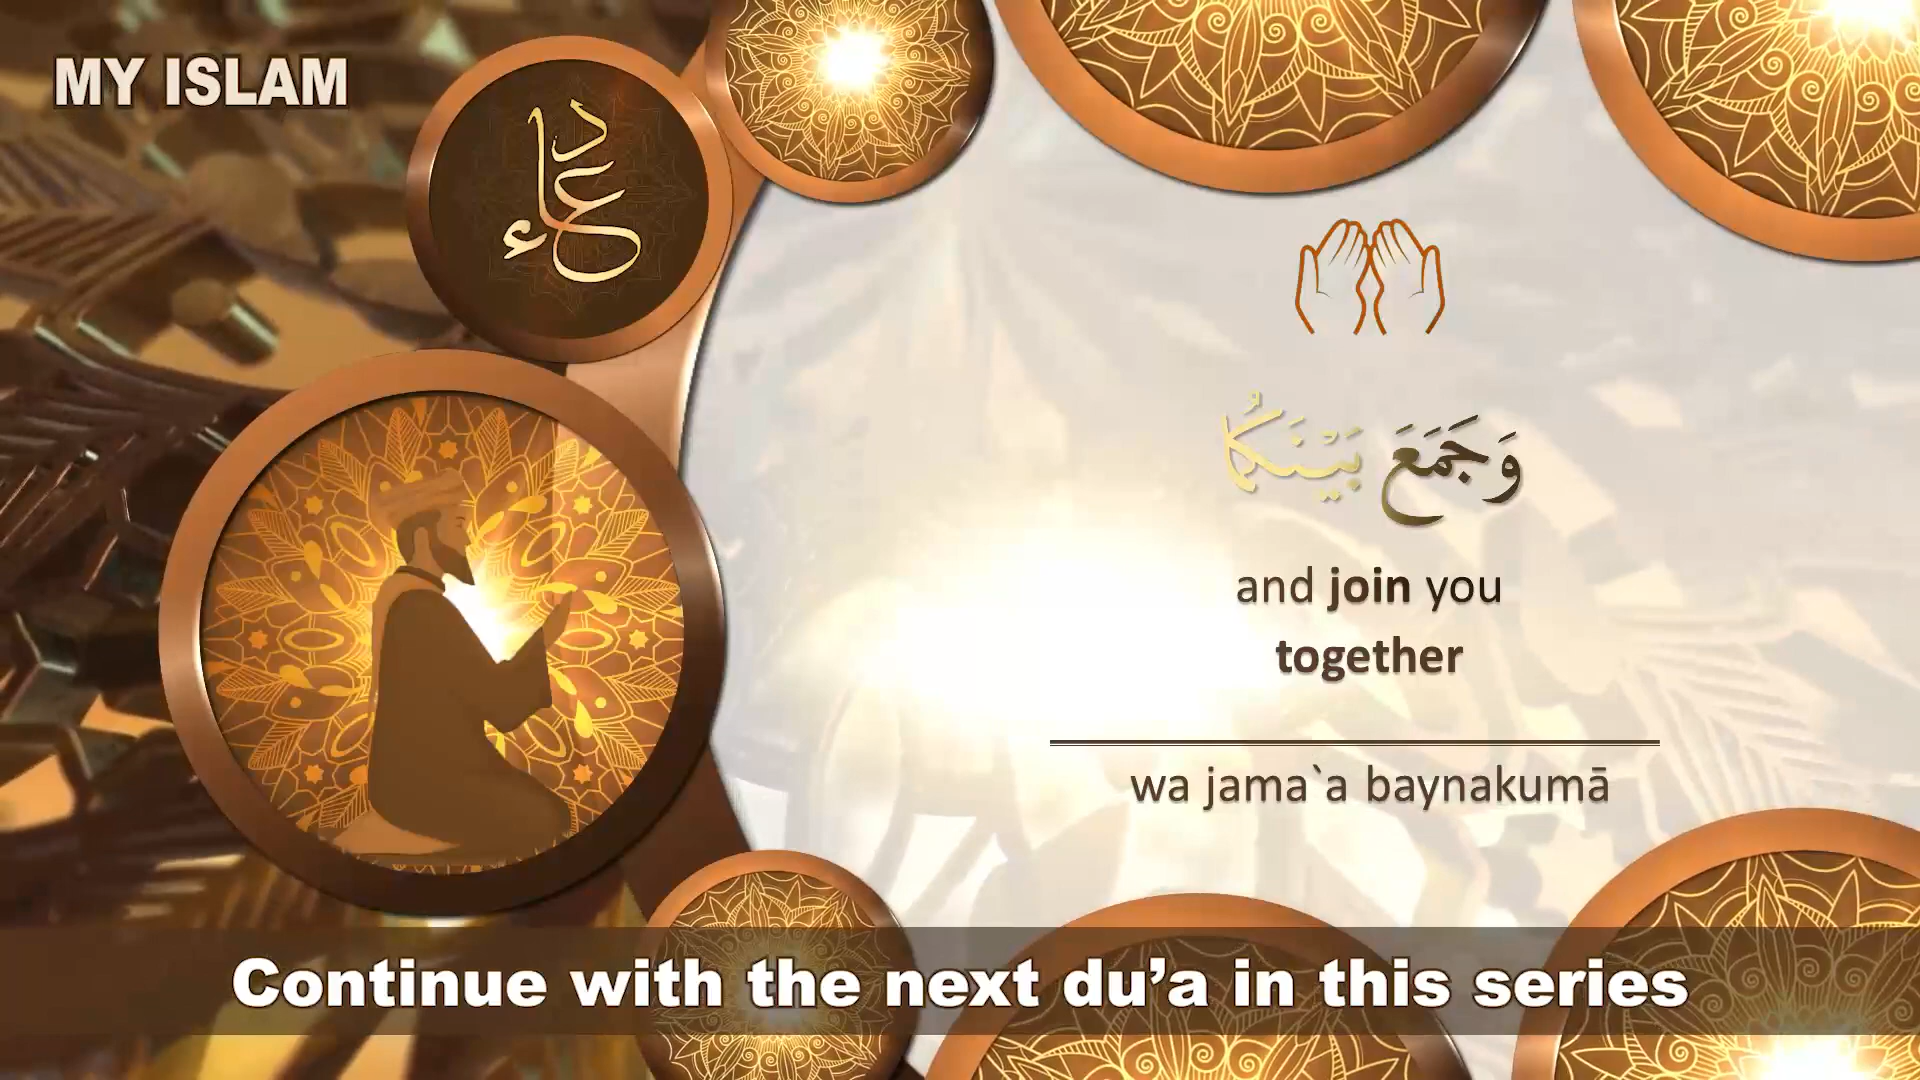 MY ISLAM
دعاء
وَجَمَعَ بَيْنَكُمَا
and join you
together
wa jama`a baynakumā
Continue with the next du’a in this series